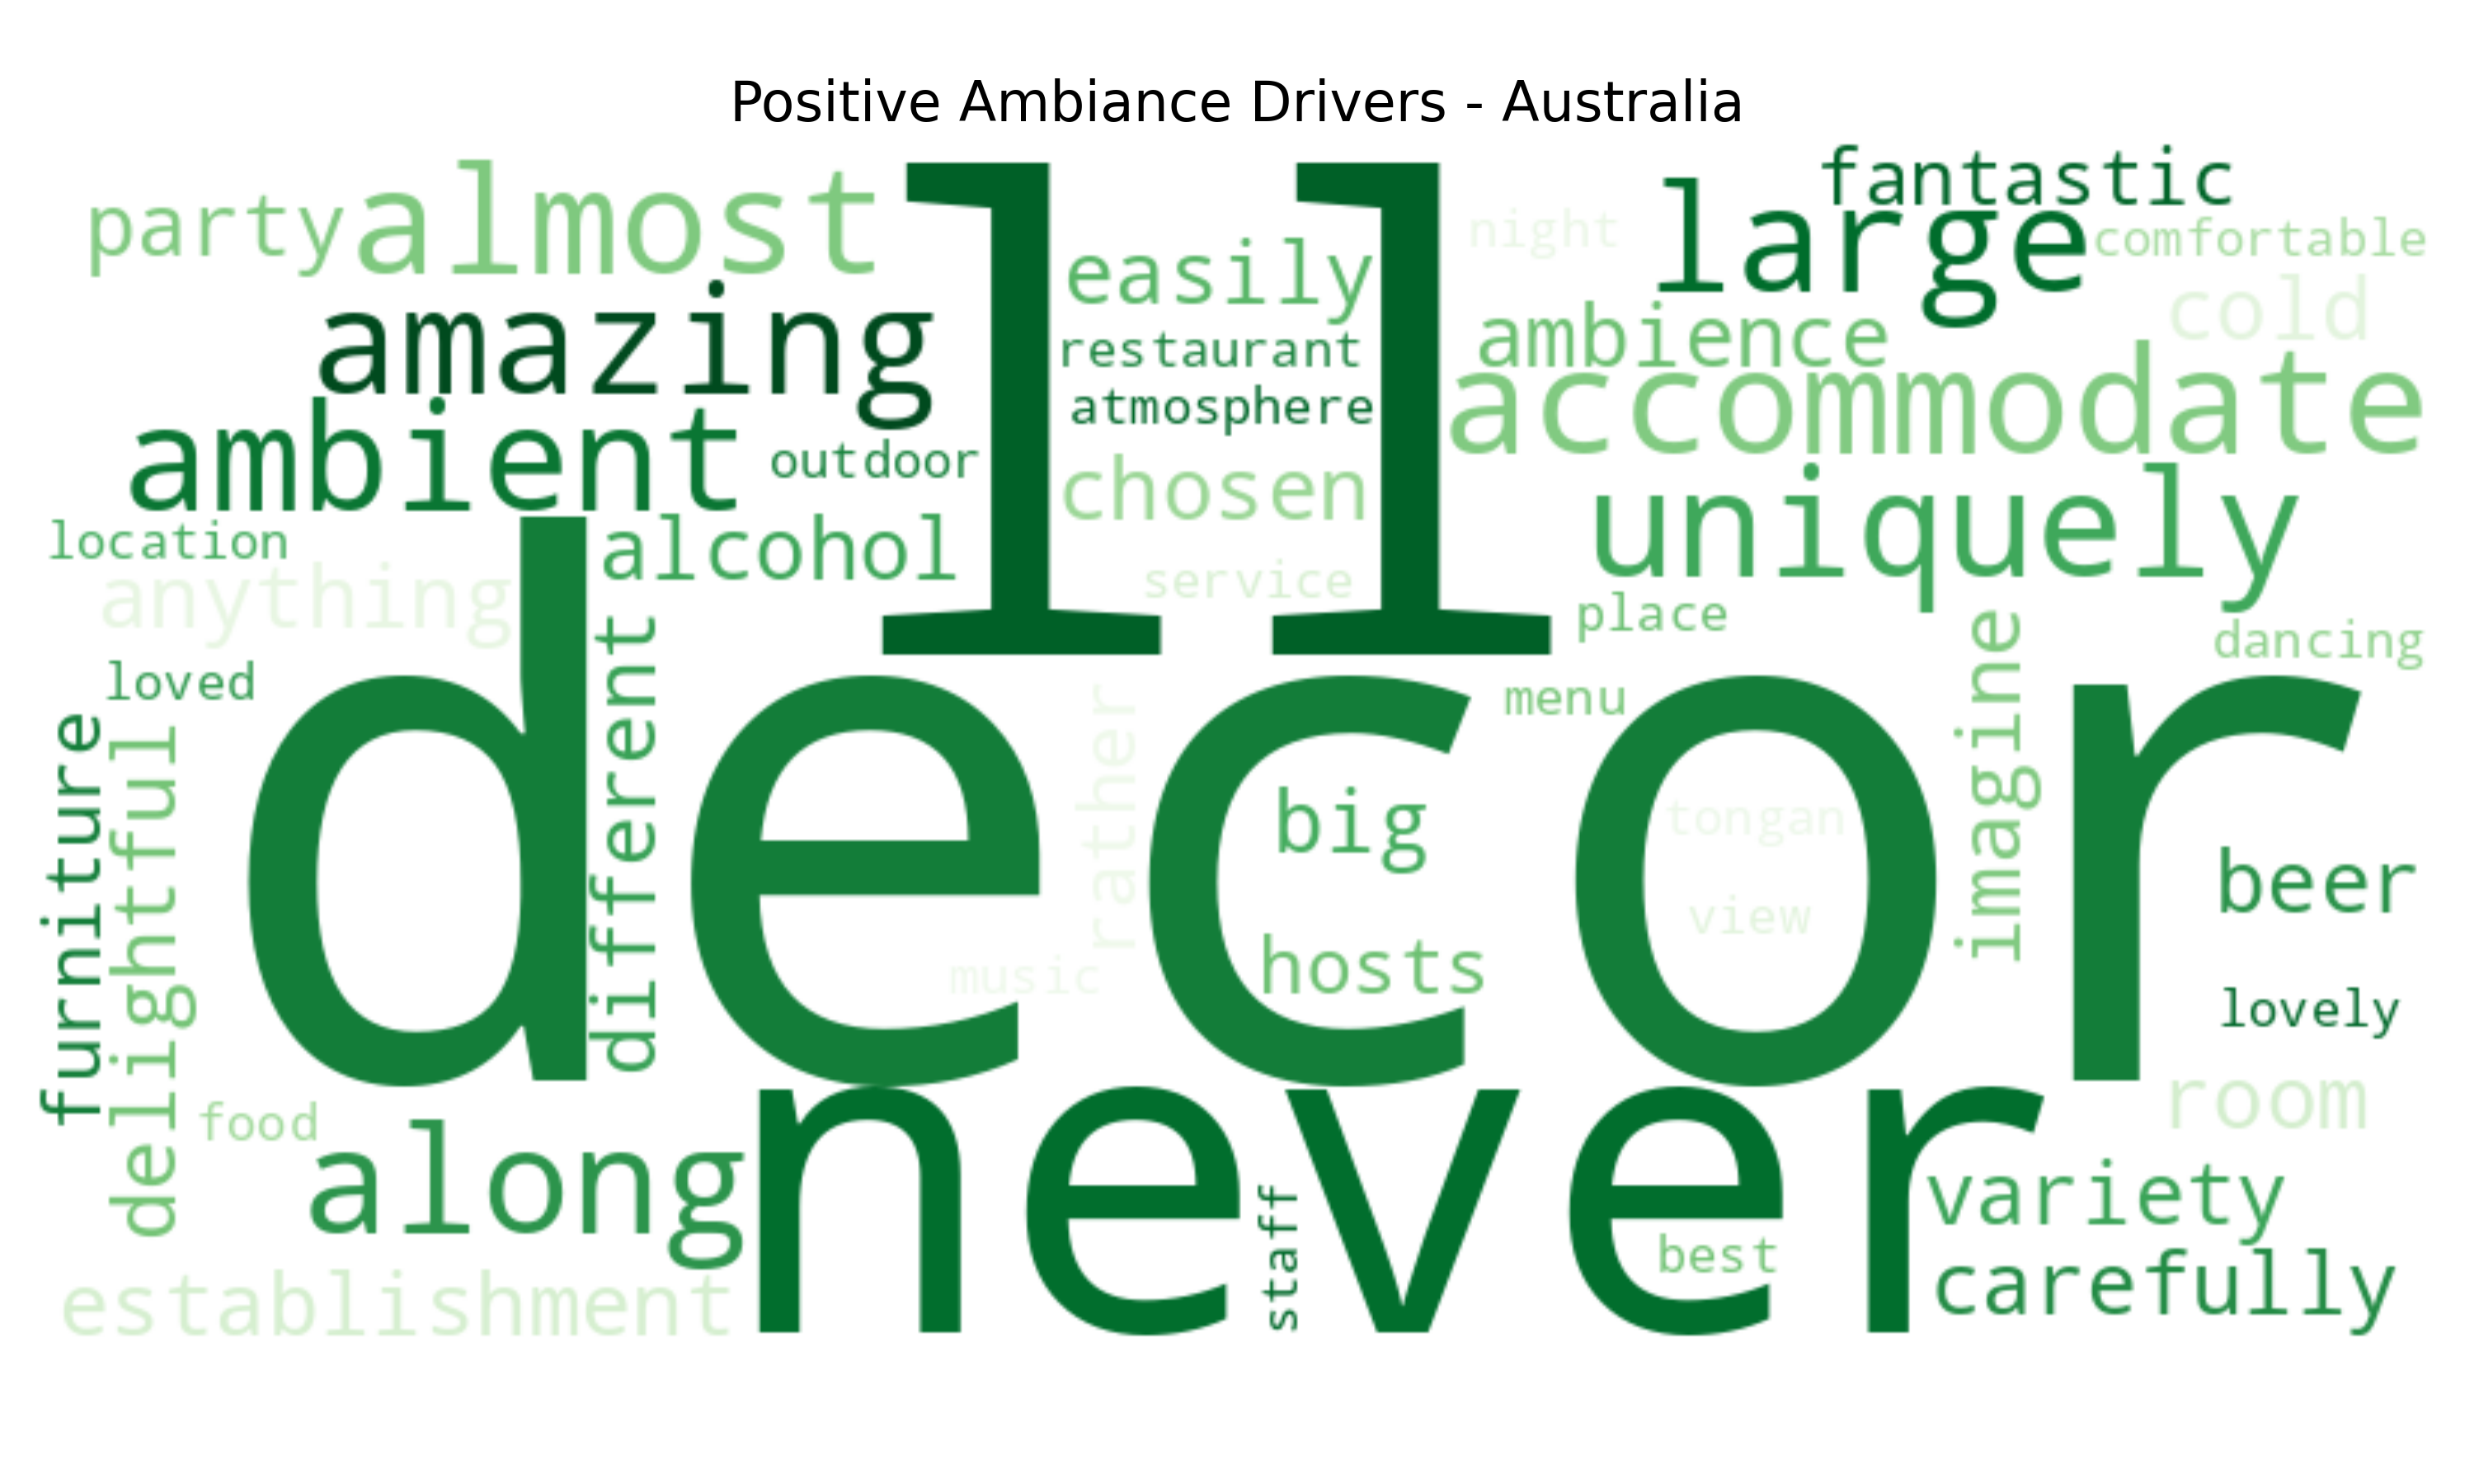 Positive Ambiance Drivers - Australia
party
almost
ll
easily
night
large
fantastic
comfortable
cold
amazing
restaurant
ambience
atmosphere
accommodate
ambient
outdoor
chosen
uniquely
location
alcohol
anything
service
place
dancing
loved
different
decor
menu
imagine
furniture
delightful
rather
big
tongan
beer
view
music
hosts
lovely
food
along
never
room
staff
variety
best
carefully
establishment